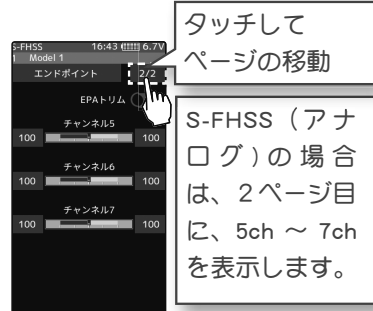 タッチして
ページの移動
S-FHSS 16:43 6.7V
1 Model 1
エンドポイント 2/2
EPAトリム
チャンネル5
100 100
チャンネル6
100 100
チャンネル7
100 100
S-FHSS（アナ
ログ)の場合
は、2ページ目
に、5ch ～ 7ch
を表示します。